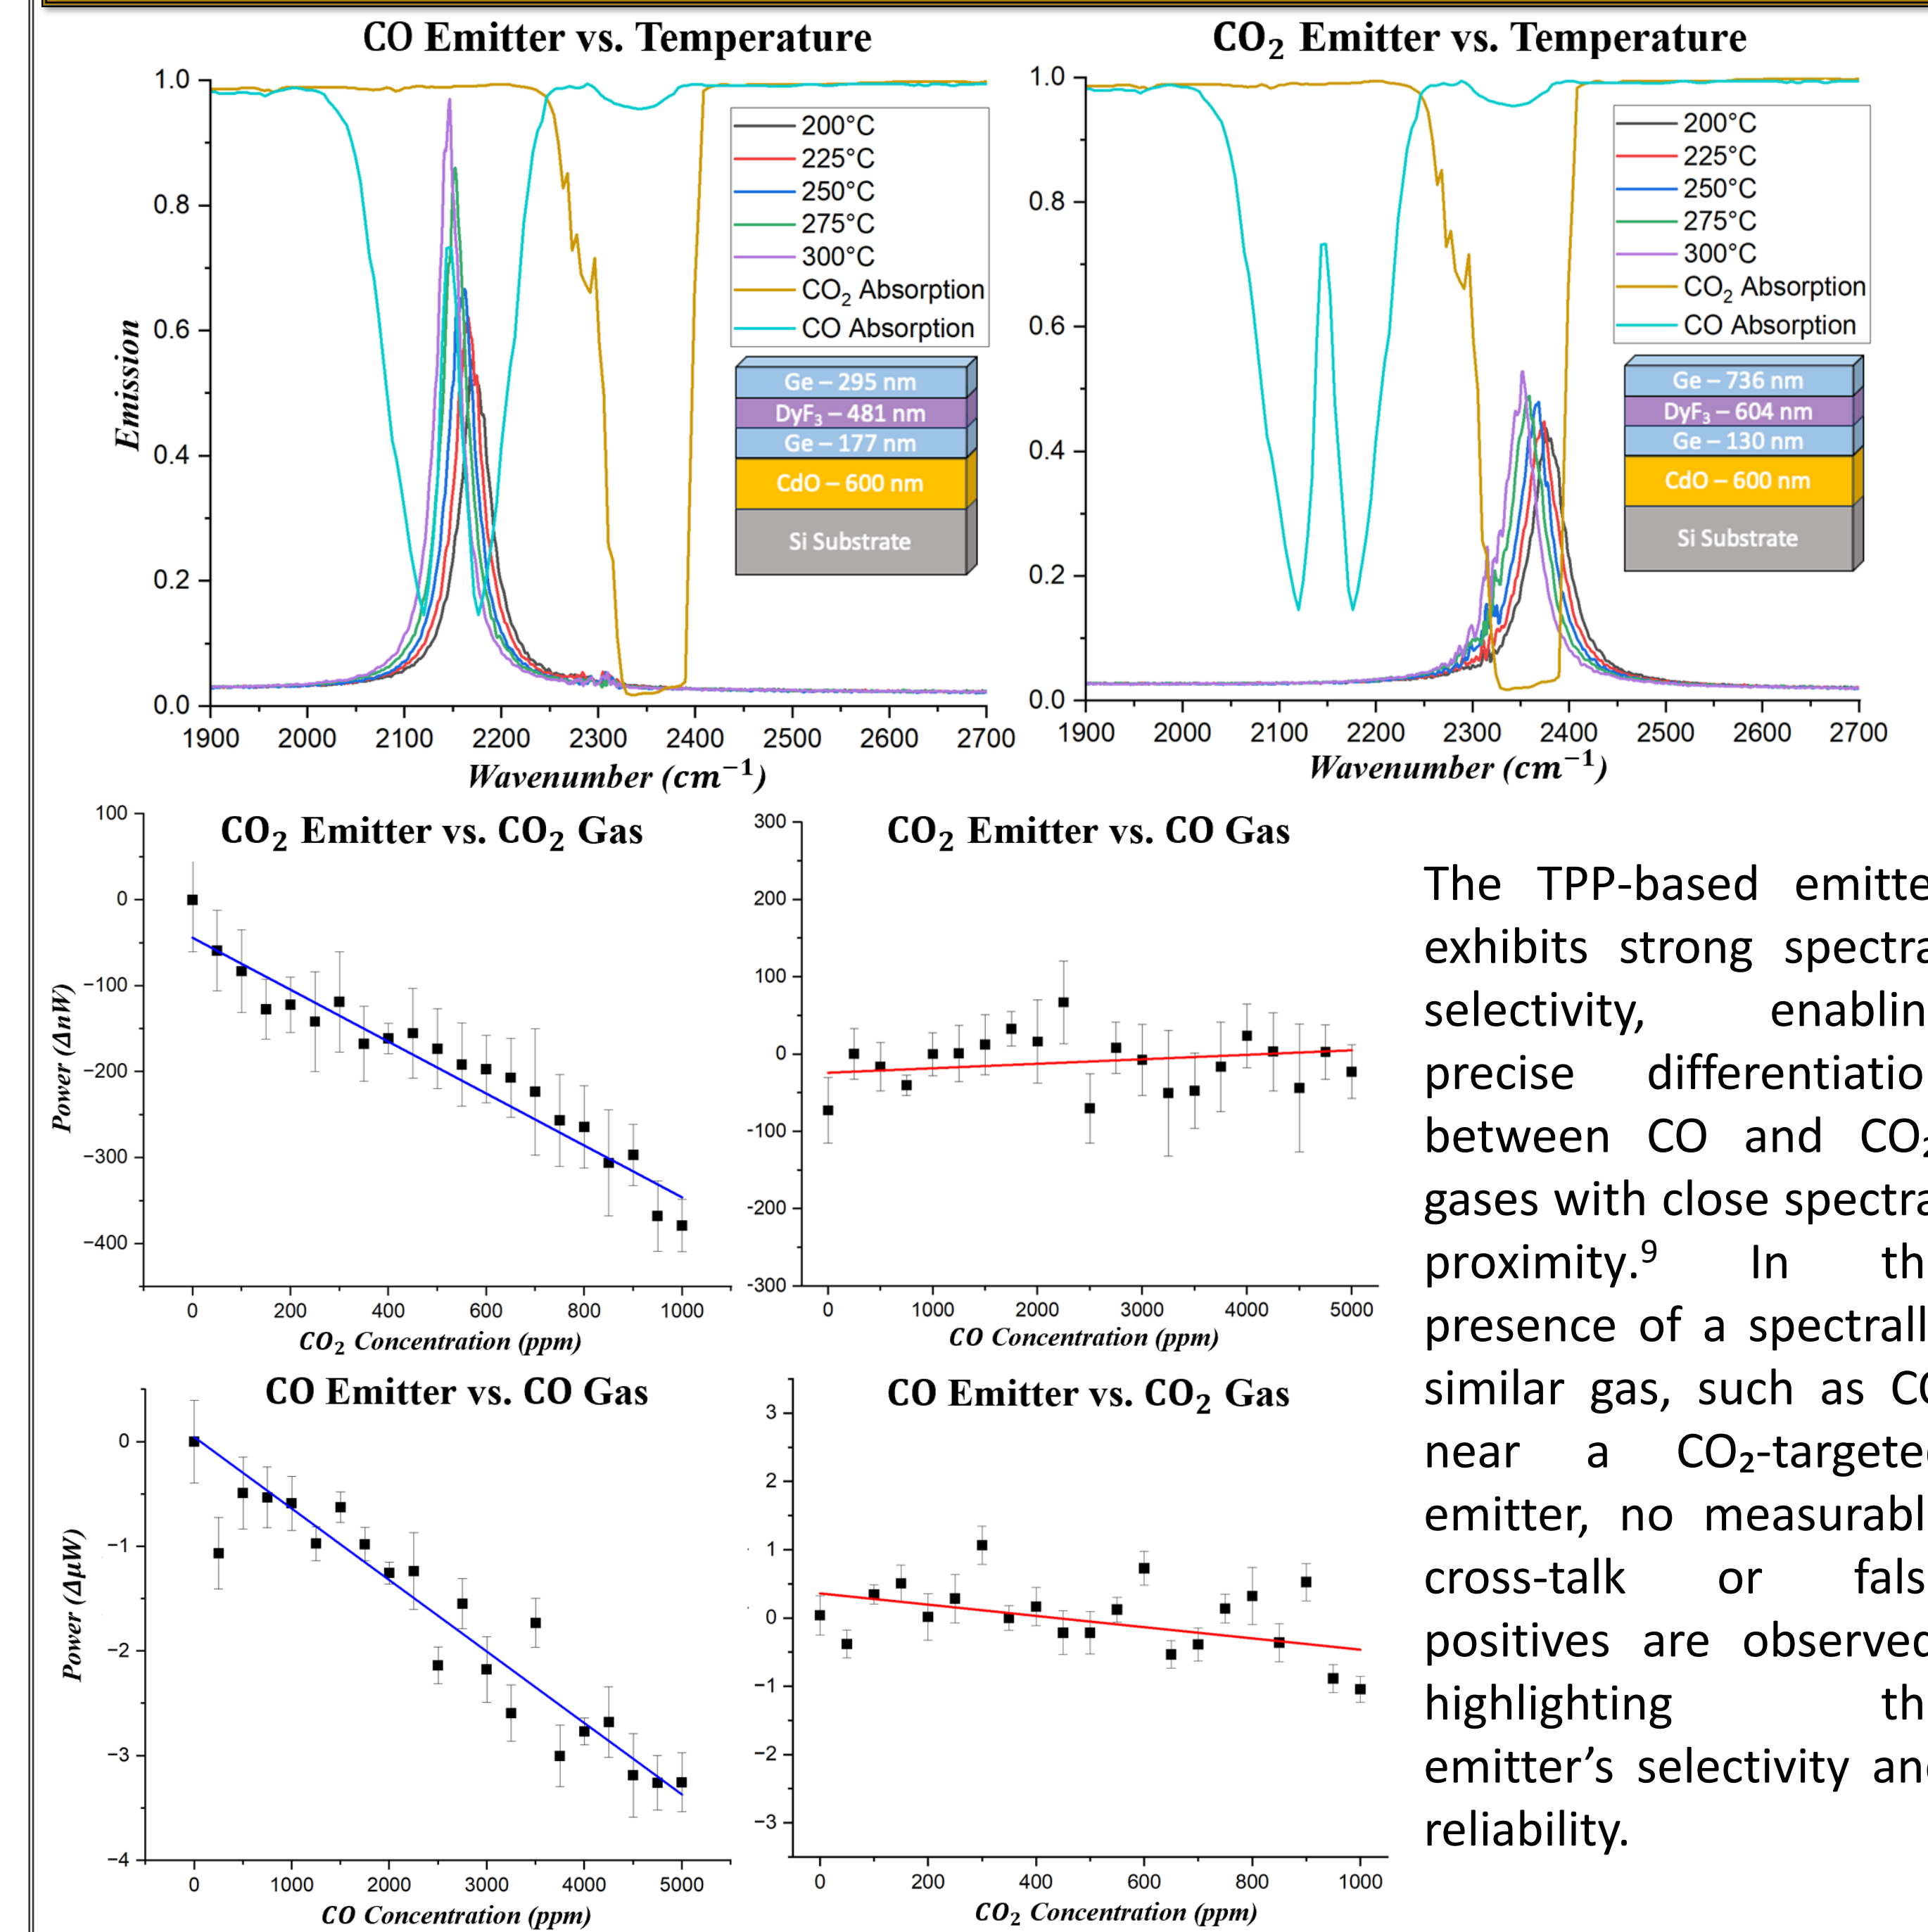 CO Emitter vs. Temperature
1.0
0.8
0.6
0.4
0.2
0.0
Emission
1900 2000 2100 2200 2300 2400 2500 2600 2700
Wavenumber (cm⁻¹)
200°C
225°C
250°C
275°C
300°C
CO₂ Absorption
CO Absorption
Ge – 295 nm
DyF₃ – 481 nm
Ge – 177 nm
CdO – 600 nm
Si Substrate
CO₂ Emitter vs. Temperature
1.0
0.8
0.6
0.4
0.2
0.0
1900 2000 2100 2200 2300 2400 2500 2600 2700
Wavenumber (cm⁻¹)
200°C
225°C
250°C
275°C
300°C
CO₂ Absorption
CO Absorption
Ge – 736 nm
DyF₃ – 604 nm
Ge – 130 nm
CdO – 600 nm
Si Substrate
CO₂ Emitter vs. CO₂ Gas
100
0
−100
−200
−300
−400
Power (ΔnW)
0 200 400 600 800 1000
CO₂ Concentration (ppm)
CO₂ Emitter vs. CO Gas
300
200
100
0
-100
-200
-300
0 1000 2000 3000 4000 5000
CO Concentration (ppm)
CO Emitter vs. CO Gas
0
−1
−2
−3
−4
Power (ΔμW)
0 1000 2000 3000 4000 5000
CO Concentration (ppm)
CO Emitter vs. CO₂ Gas
3
2
1
0
−1
−2
−3
0 200 400 600 800 1000
CO₂ Concentration (ppm)
The TPP-based emitte
exhibits strong spectra
selectivity, enablin
precise differentiatio
between CO and CO₂
gases with close spectra
proximity.⁹ In th
presence of a spectrall
similar gas, such as CO
near a CO₂-targeted
emitter, no measurabl
cross-talk or fals
positives are observed
highlighting th
emitter’s selectivity and
reliability.